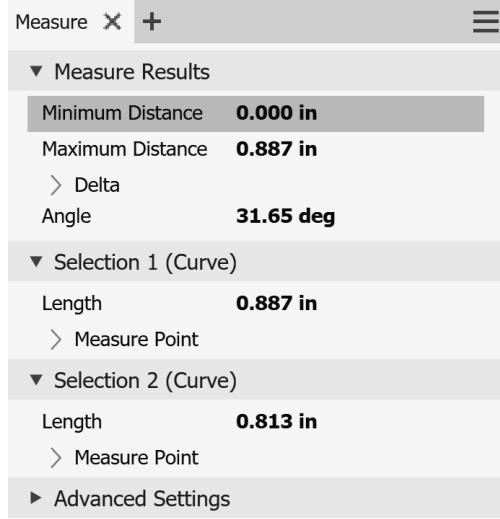 Measure
Measure Results
Minimum Distance 0.000 in
Maximum Distance 0.887 in
Delta
Angle 31.65 deg
Selection 1 (Curve)
Length 0.887 in
Measure Point
Selection 2 (Curve)
Length 0.813 in
Measure Point
Advanced Settings